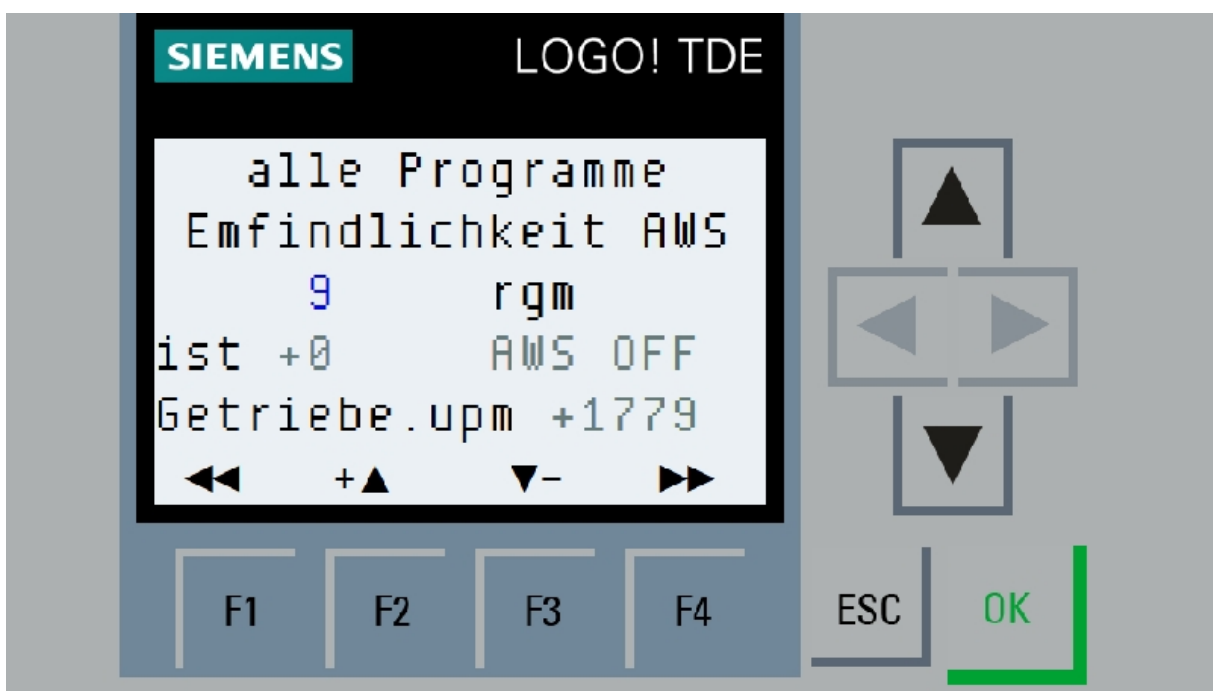 SIEMENS LOGO! TDE
alle Programme
Emfindlichkeit AWS
9 rgm
ist +0 AWS OFF
Getriebe.upm +1779
◀◀ +▲ ▼- ▶▶
F1 F2 F3 F4 ESC OK